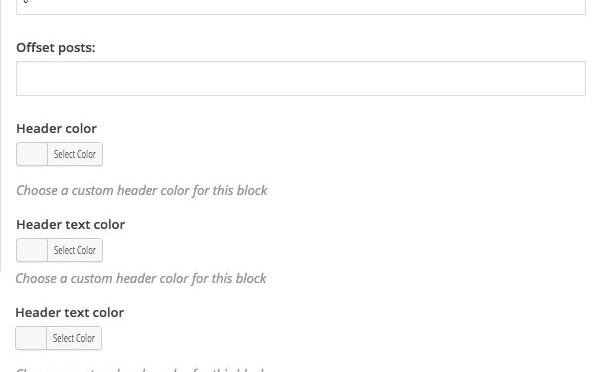 Offset posts:
Header color
Select Color
Choose a custom header color for this block
Header text color
Select Color
Choose a custom header color for this block
Header text color
Select Color